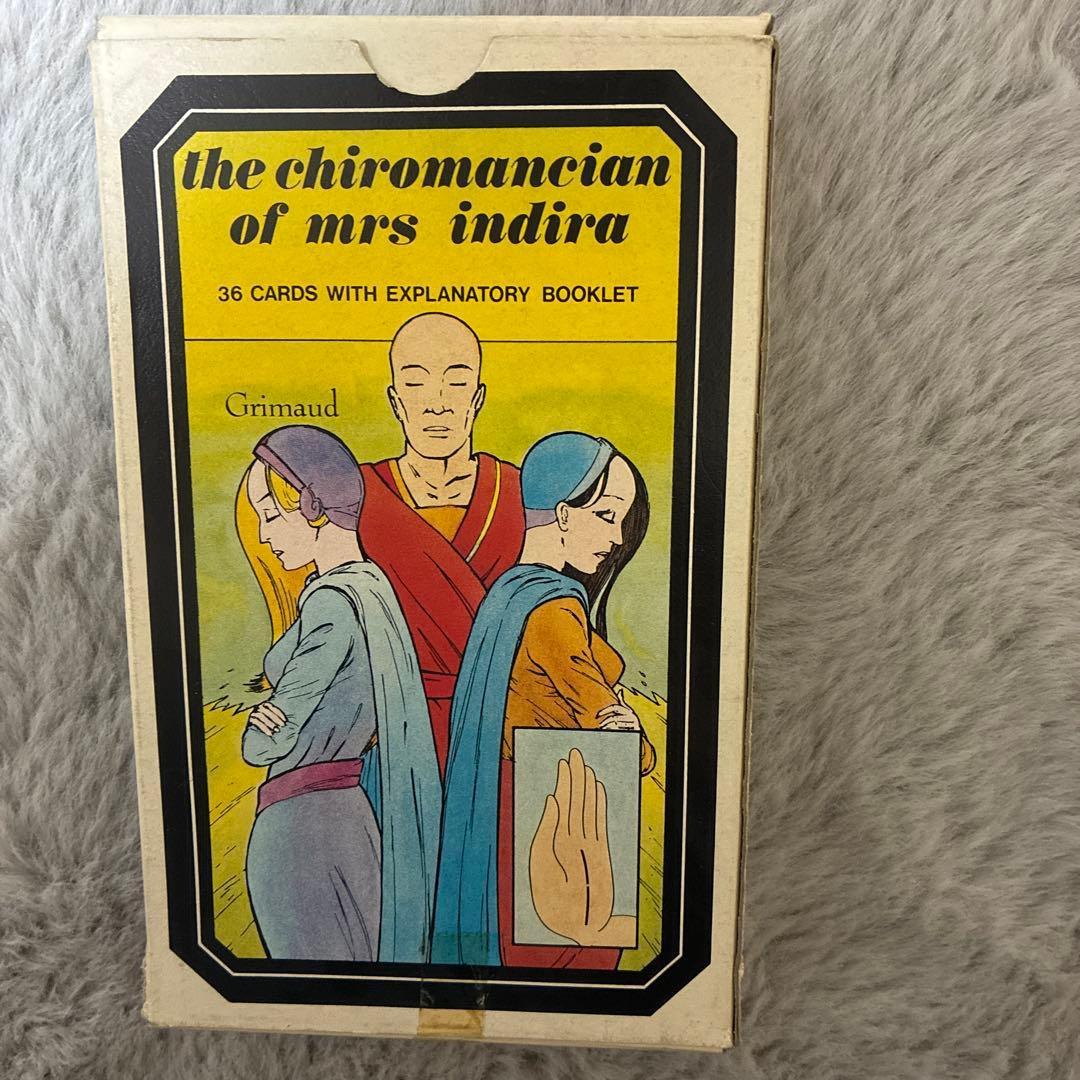 the chiromancian
of mrs indira
36 CARDS WITH EXPLANATORY BOOKLET
Grimaud